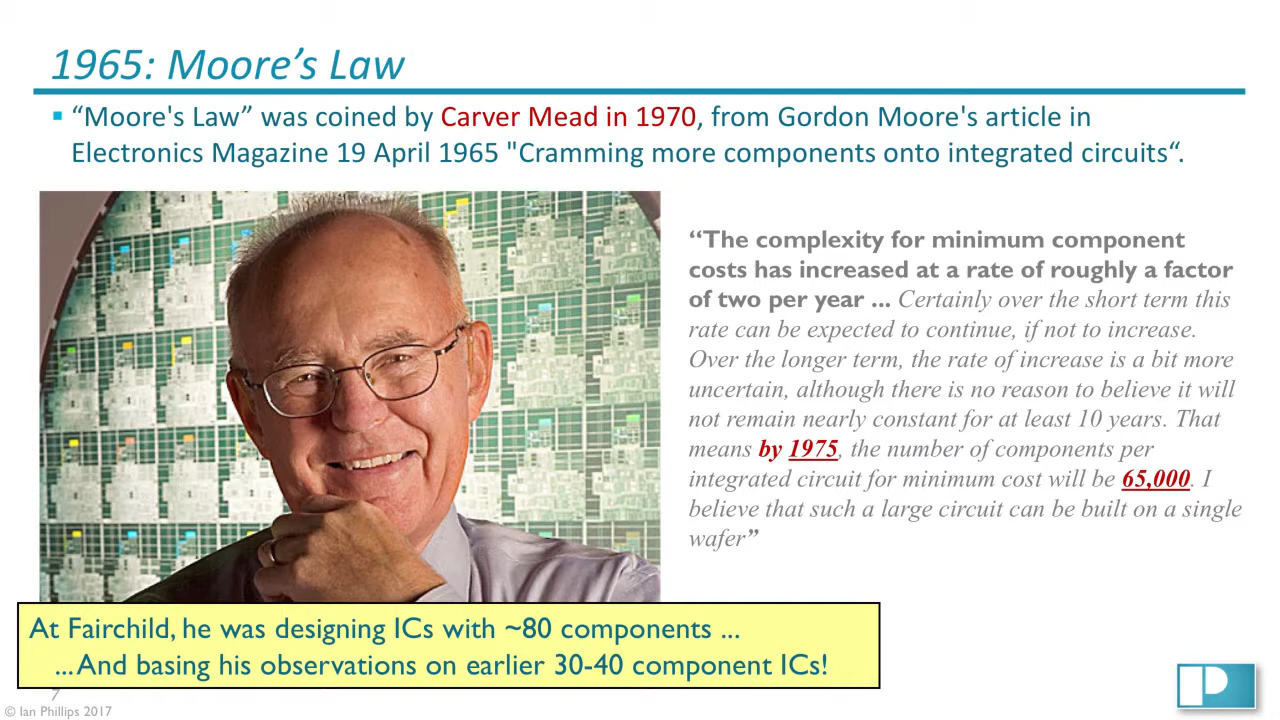 1965: Moore’s Law
“Moore's Law” was coined by Carver Mead in 1970, from Gordon Moore's article in
Electronics Magazine 19 April 1965 "Cramming more components onto integrated circuits“.
“The complexity for minimum component
costs has increased at a rate of roughly a factor
of two per year ... Certainly over the short term this
rate can be expected to continue, if not to increase.
Over the longer term, the rate of increase is a bit more
uncertain, although there is no reason to believe it will
not remain nearly constant for at least 10 years. That
means by 1975, the number of components per
integrated circuit for minimum cost will be 65,000. I
believe that such a large circuit can be built on a single
wafer”
At Fairchild, he was designing ICs with ~80 components ...
... And basing his observations on earlier 30-40 component ICs!
7
© Ian Phillips 2017
P